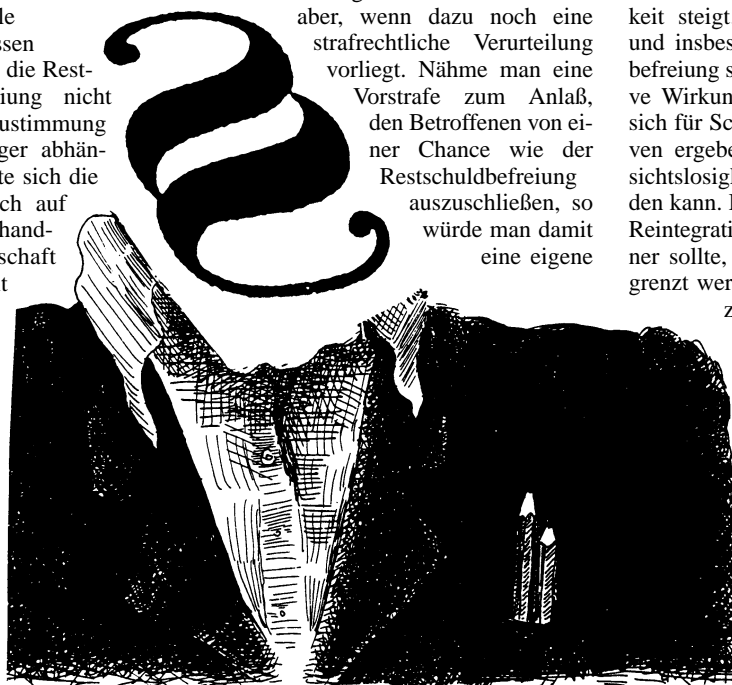 le
ssen
die Rest-
iung nicht
ustimmung
ger abhän-
te sich die
ch auf
hand-
schaft
t
§
aber, wenn dazu noch eine
strafrechtliche Verurteilung
vorliegt. Nähme man eine
Vorstrafe zum Anlaß,
den Betroffenen von ei-
ner Chance wie der
Restschuldbefreiung
auszuschließen, so
würde man damit
eine eigene
keit steigt
und insbes
befreiung s
ve Wirkun
sich für Sc
ven ergebe
sichtslosigk
den kann.
Reintegrati
ner sollte,
grenzt wer
z